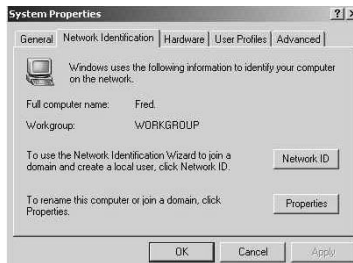 System Properties
General Network Identification Hardware User Profiles Advanced
Windows uses the following information to identify your computer
on the network.
Full computer name: Fred.
Workgroup: WORKGROUP
To use the Network Identification Wizard to join a
domain and create a local user, click Network ID.
Network ID
To rename this computer or join a domain, click
Properties.
Properties
OK Cancel Apply